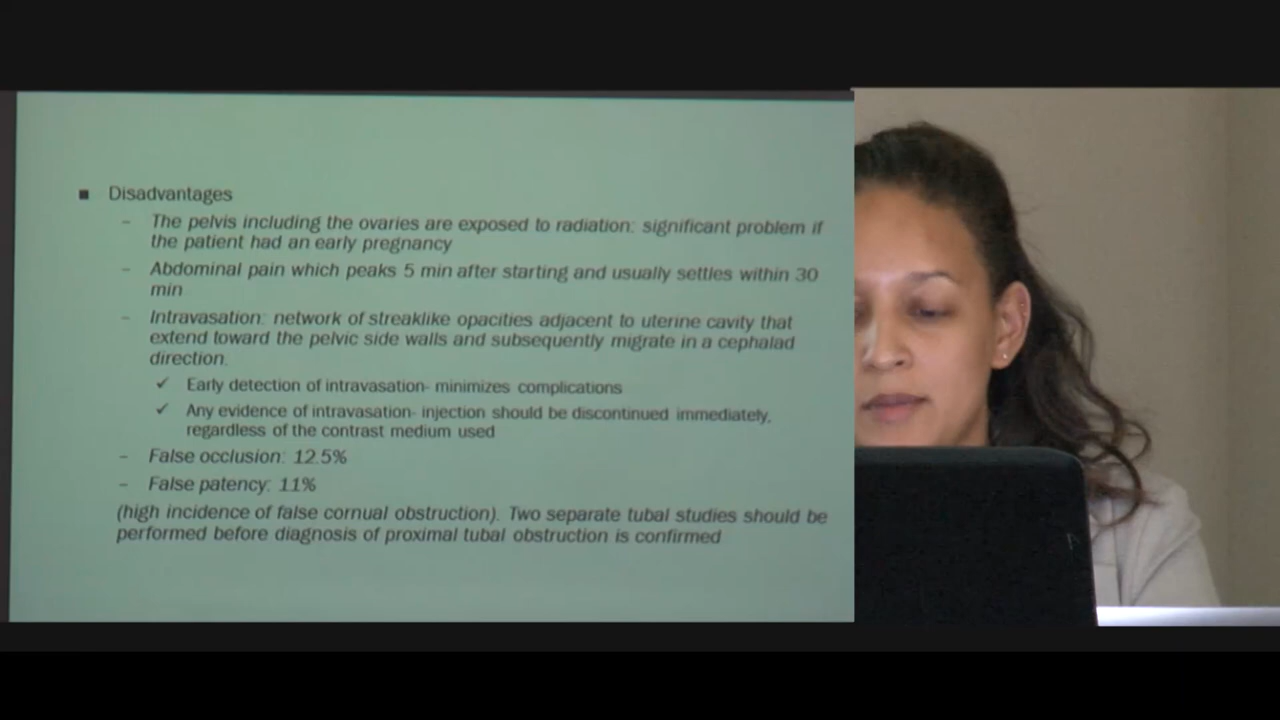 ■ Disadvantages
– The pelvis including the ovaries are exposed to radiation: significant problem if
the patient had an early pregnancy
– Abdominal pain which peaks 5 min after starting and usually settles within 30
min
– Intravasation: network of streaklike opacities adjacent to uterine cavity that
extend toward the pelvic side walls and subsequently migrate in a cephalad
direction.
✓ Early detection of intravasation- minimizes complications
✓ Any evidence of intravasation- injection should be discontinued immediately,
regardless of the contrast medium used
– False occlusion: 12.5%
– False patency: 11%
(high incidence of false cornual obstruction). Two separate tubal studies should be
performed before diagnosis of proximal tubal obstruction is confirmed